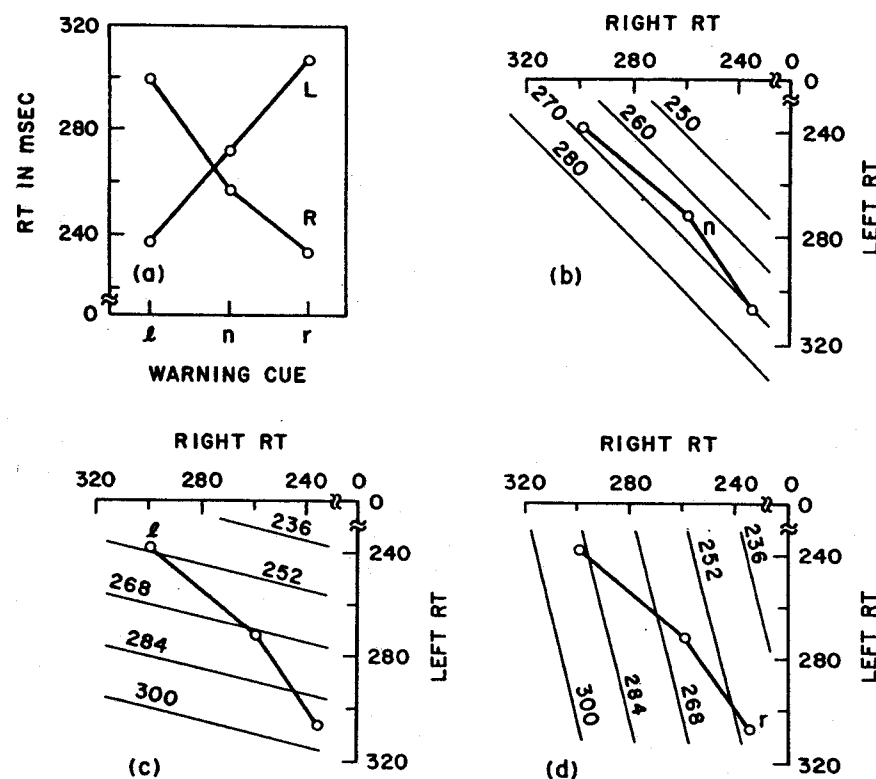 320
280
240
0
RT IN mSEC
L
R
(a)
ℓ n r
WARNING CUE
RIGHT RT
320 280 240 0
0
240
280
320
LEFT RT
250
260
270
280
n
(b)
RIGHT RT
320 280 240 0
0
240
280
320
LEFT RT
ℓ
236
252
268
284
300
(c)
RIGHT RT
320 280 240 0
0
240
280
320
LEFT RT
236
252
268
284
300
r
(d)